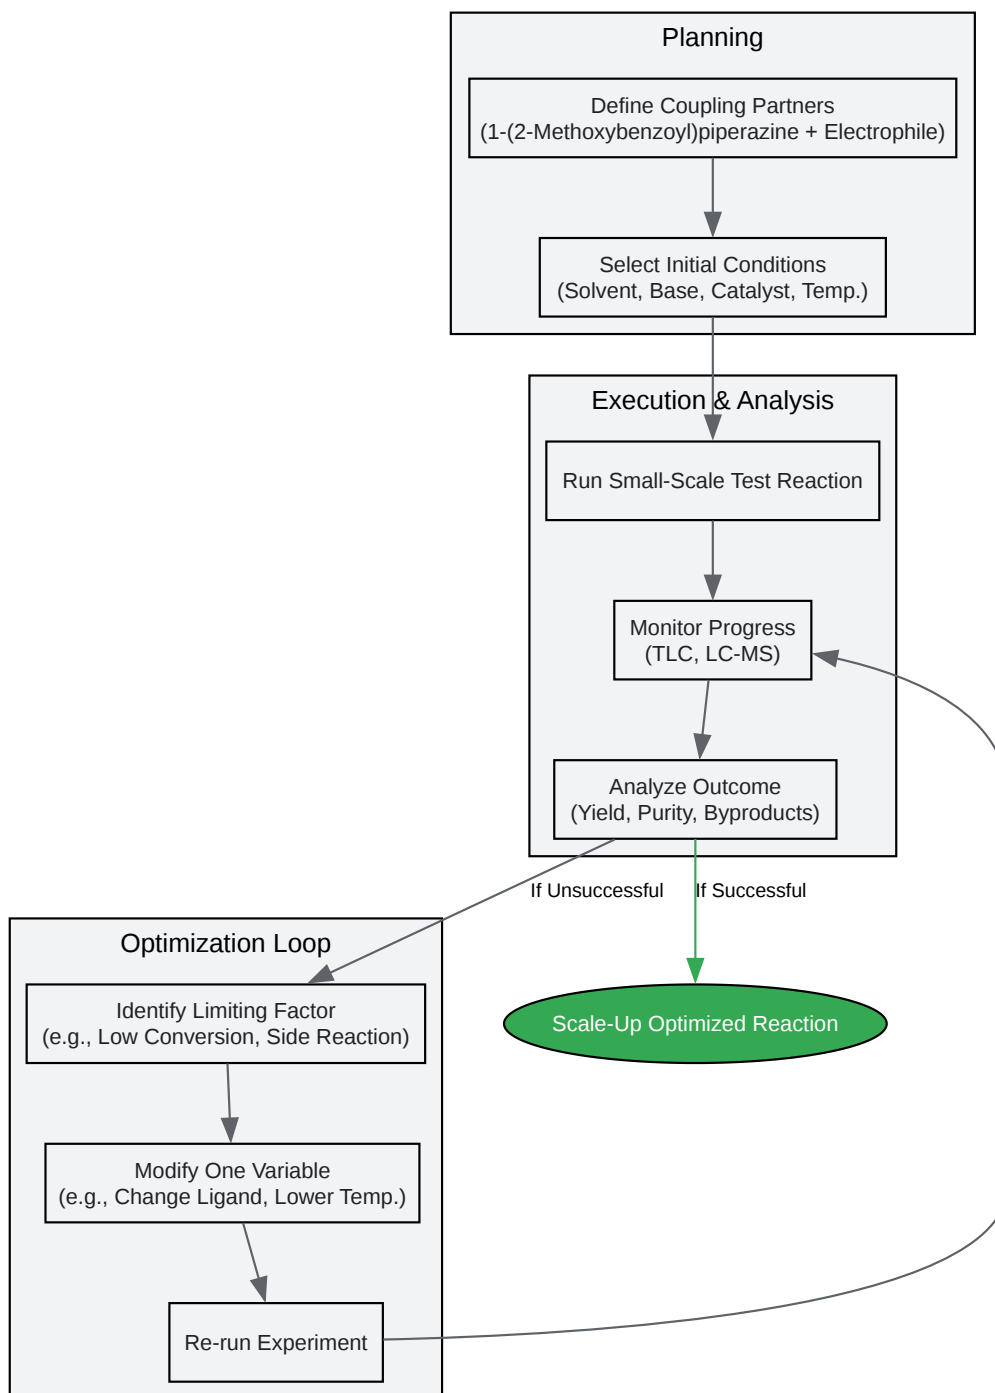 Planning
Define Coupling Partners
(1-(2-Methoxybenzoyl)piperazine + Electrophile)
Select Initial Conditions
(Solvent, Base, Catalyst, Temp.)
Execution & Analysis
Run Small-Scale Test Reaction
Monitor Progress
(TLC, LC-MS)
Analyze Outcome
(Yield, Purity, Byproducts)
If Unsuccessful
If Successful
Optimization Loop
Identify Limiting Factor
(e.g., Low Conversion, Side Reaction)
Scale-Up Optimized Reaction
Modify One Variable
(e.g., Change Ligand, Lower Temp.)
Re-run Experiment